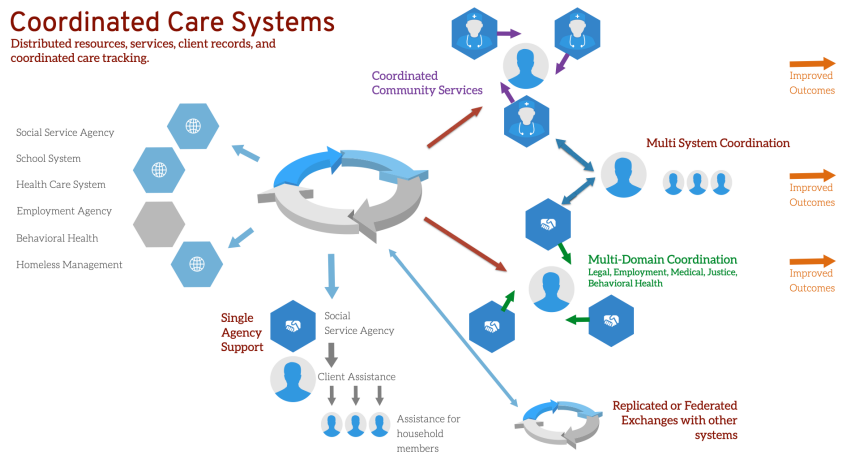 Coordinated Care Systems
Distributed resources, services, client records, and
coordinated care tracking.
Coordinated
Community Services
Improved
Outcomes
Social Service Agency
School System
Health Care System
Employment Agency
Behavioral Health
Homeless Management
Multi System Coordination
Improved
Outcomes
Multi-Domain Coordination
Legal, Employment, Medical, Justice,
Behavioral Health
Improved
Outcomes
Single
Agency
Support
Social
Service Agency
Client Assistance
Assistance for
household
members
Replicated or Federated
Exchanges with other
systems